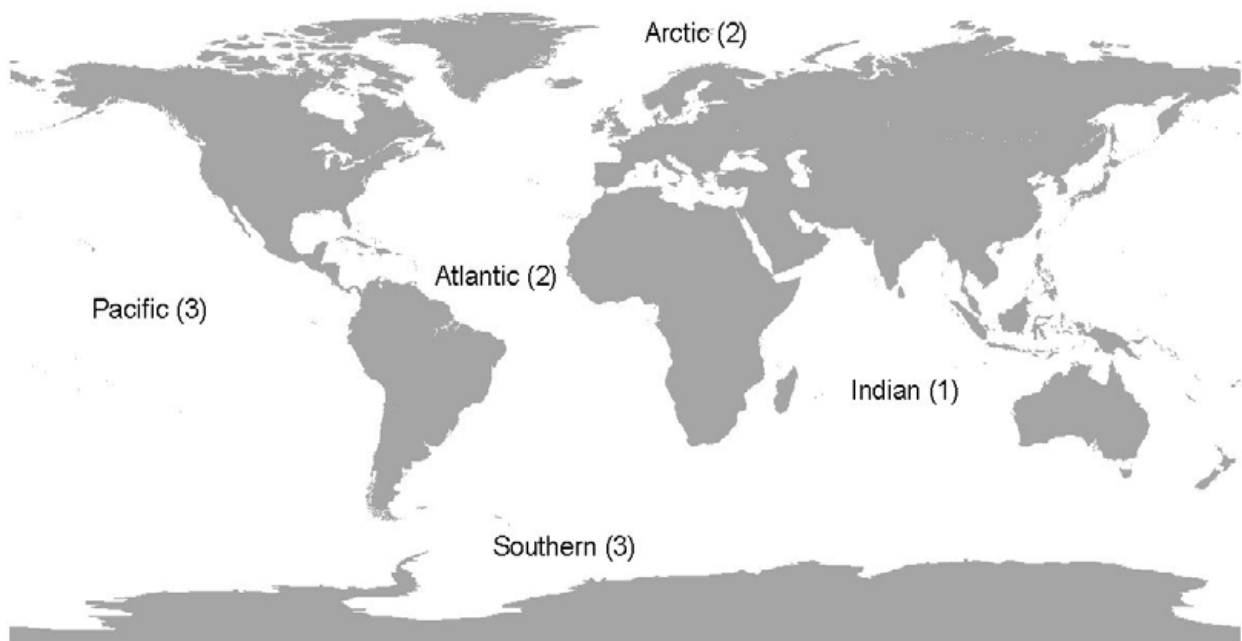 Arctic (2)
Atlantic (2)
Pacific (3)
Indian (1)
Southern (3)